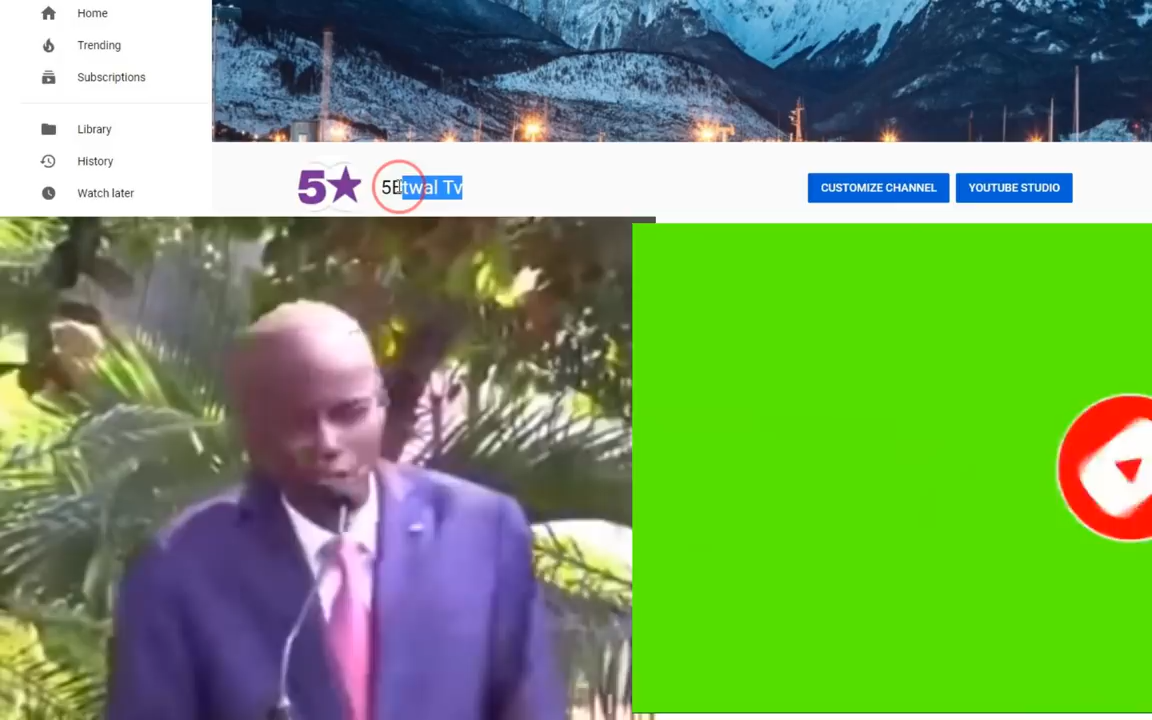 Home
Trending
Subscriptions
Library
History
Watch later
5★
5Etwal Tv
CUSTOMIZE CHANNEL
YOUTUBE STUDIO